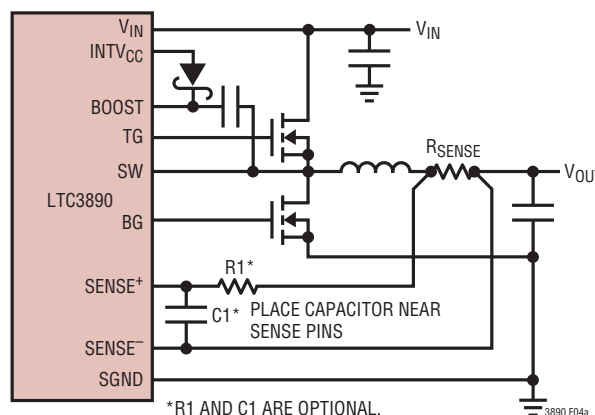 VIN
VIN
INTVCC
BOOST
TG
RSENSE
SW
VOUT
LTC3890
BG
R1*
SENSE+
C1* PLACE CAPACITOR NEAR
SENSE PINS
SENSE–
SGND
*R1 AND C1 ARE OPTIONAL.
3890 F04a